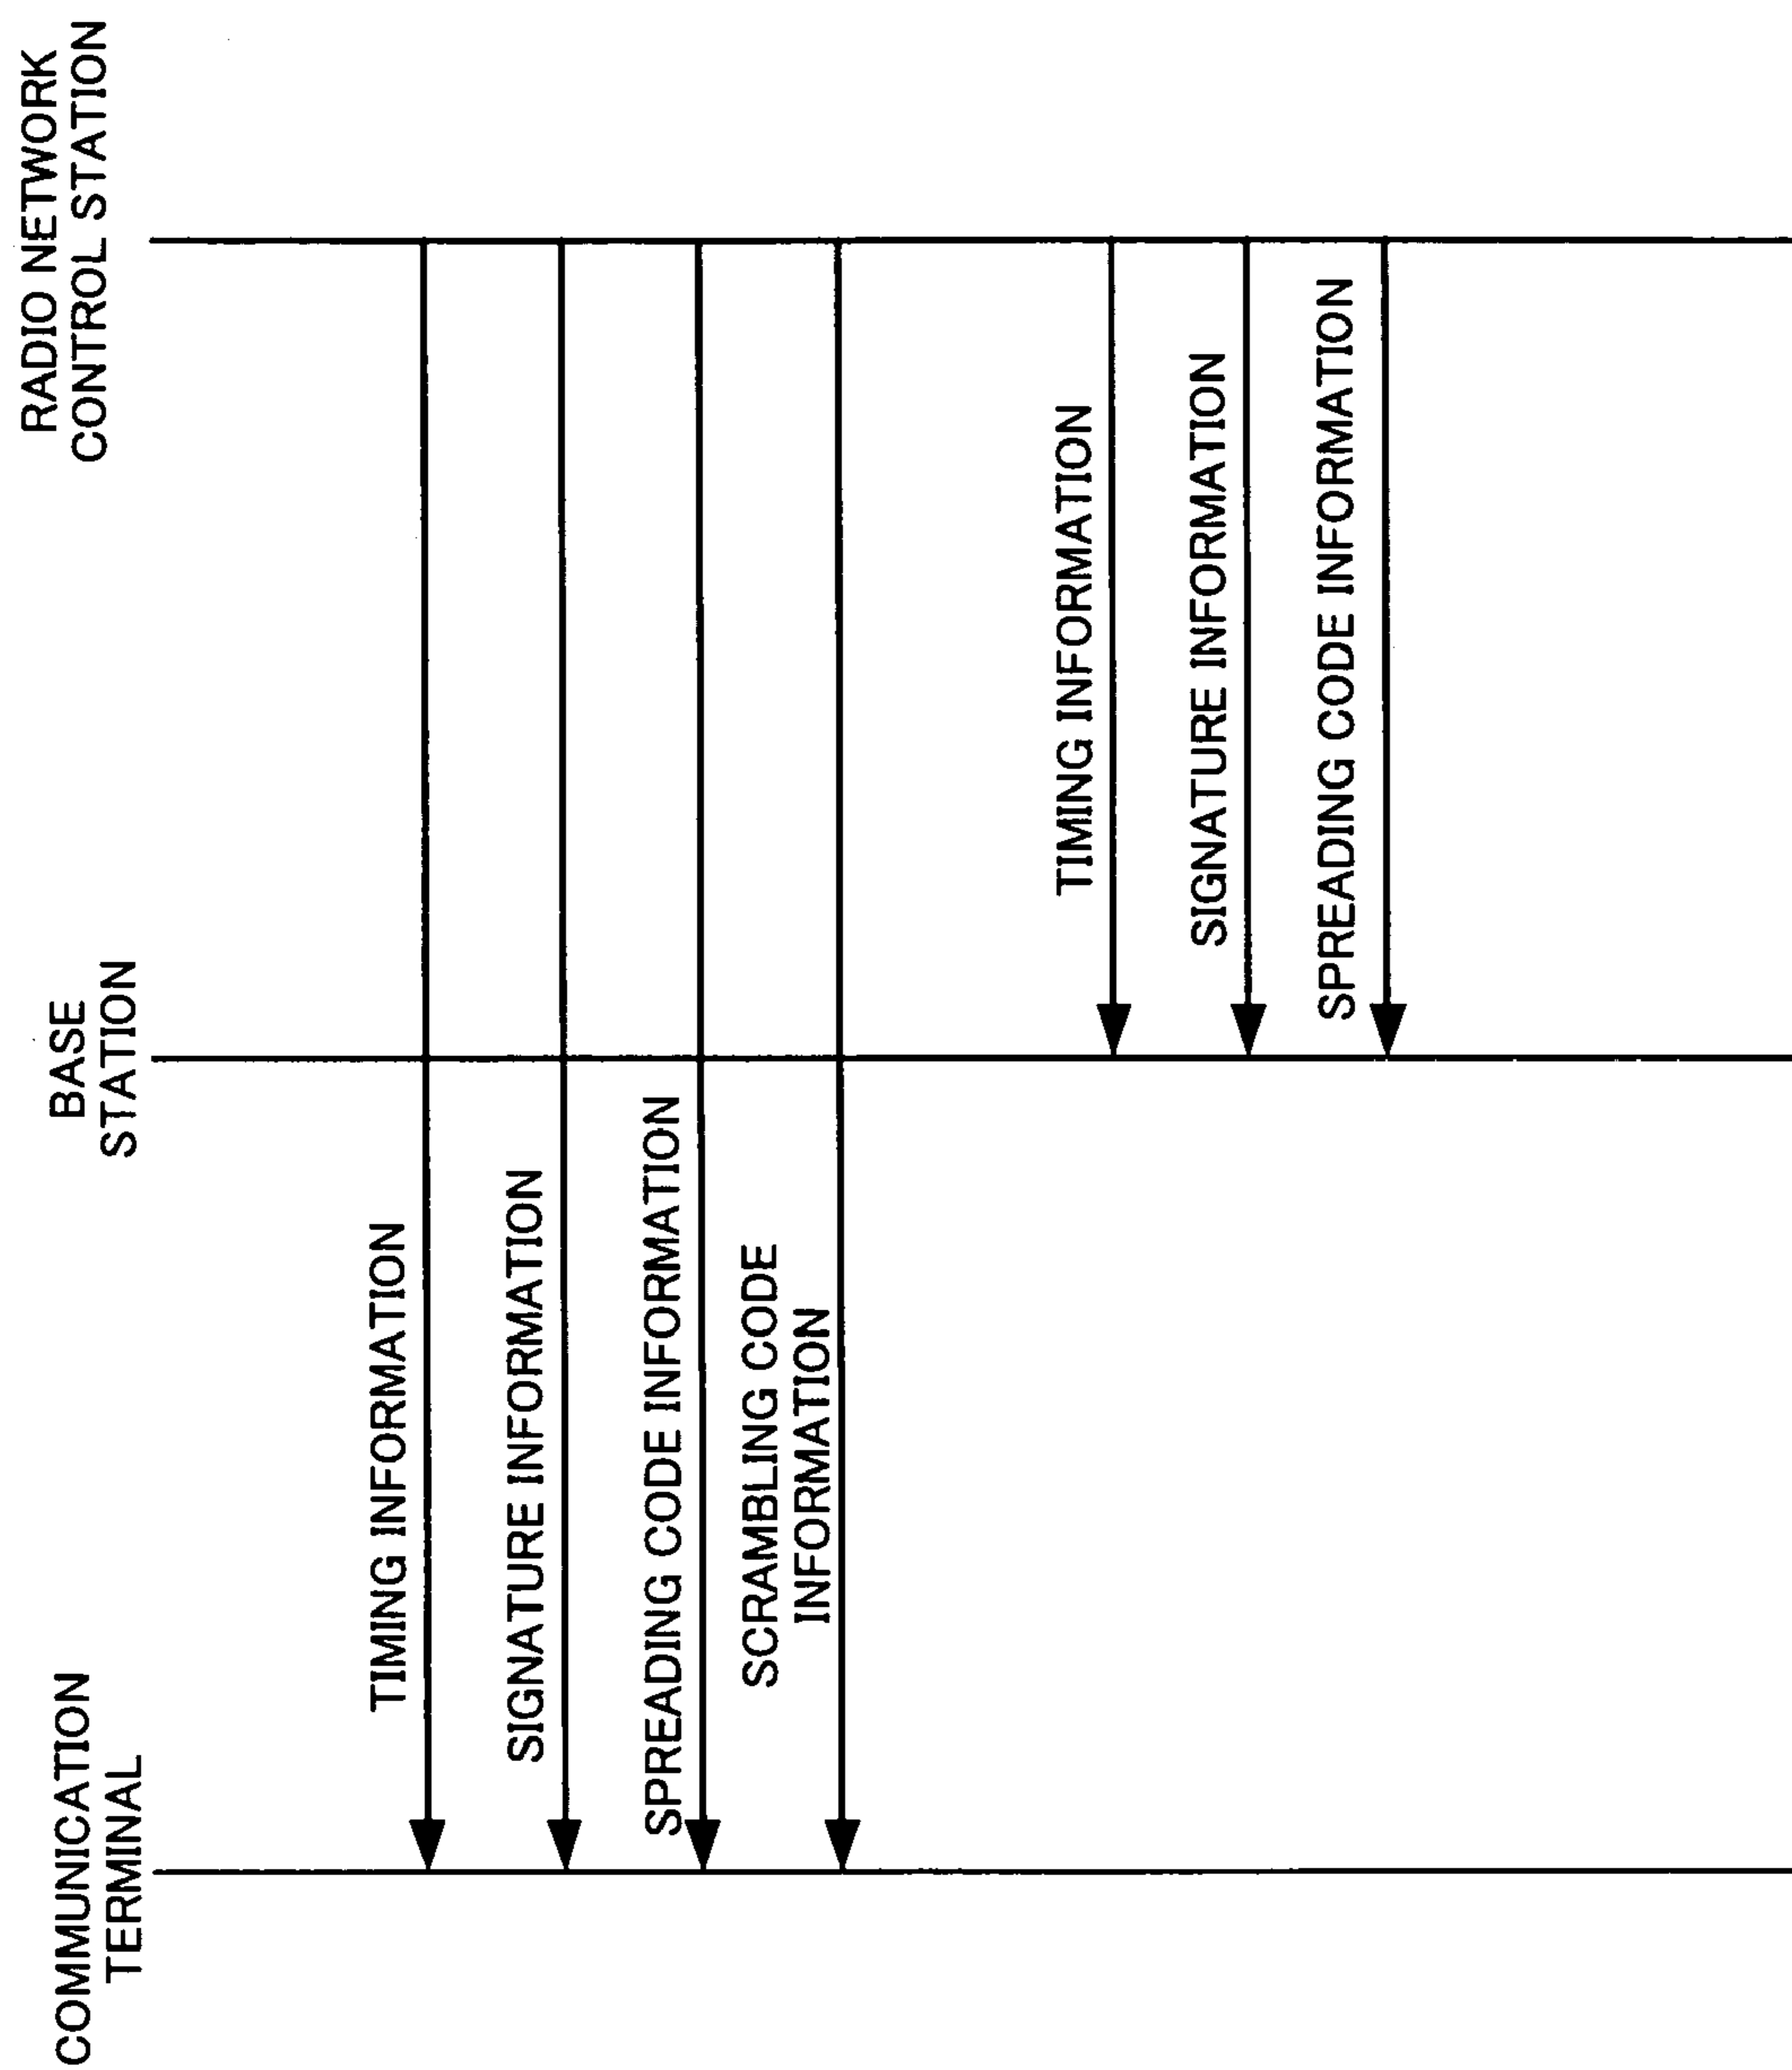 COMMUNICATION
TERMINAL
BASE
STATION
RADIO NETWORK
CONTROL STATION
TIMING INFORMATION
SIGNATURE INFORMATION
SPREADING CODE INFORMATION
SCRAMBLING CODE
INFORMATION
TIMING INFORMATION
SIGNATURE INFORMATION
SPREADING CODE INFORMATION